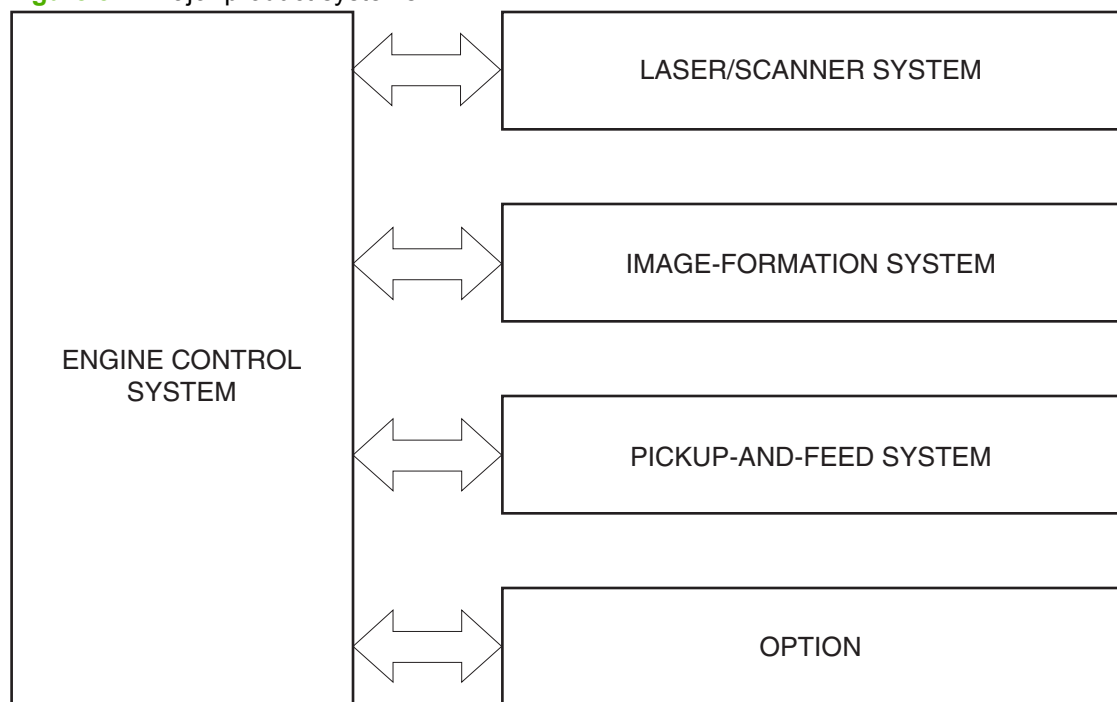 LASER/SCANNER SYSTEM
IMAGE-FORMATION SYSTEM
ENGINE CONTROL
SYSTEM
PICKUP-AND-FEED SYSTEM
OPTION